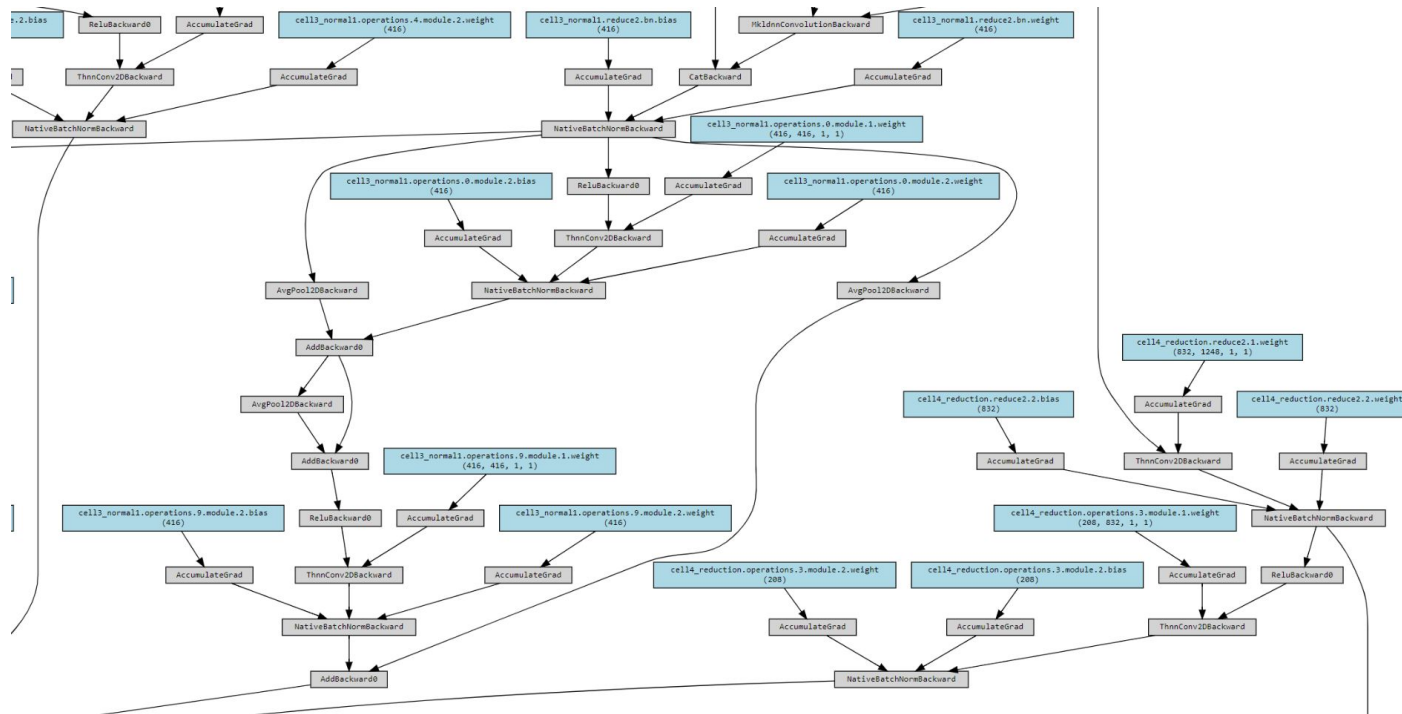 e.2.bias
ReluBackward0
AccumulateGrad
cell3_normal1.operations.4.module.2.weight
(416)
cell3_normal1.reduce2.bn.bias
(416)
MkldnnConvolutionBackward
cell3_normal1.reduce2.bn.weight
(416)
d
ThnnConv2DBackward
AccumulateGrad
AccumulateGrad
CatBackward
AccumulateGrad
NativeBatchNormBackward
NativeBatchNormBackward
cell3_normal1.operations.0.module.1.weight
(416, 416, 1, 1)
cell3_normal1.operations.0.module.2.bias
(416)
ReluBackward0
AccumulateGrad
cell3_normal1.operations.0.module.2.weight
(416)
AccumulateGrad
ThnnConv2DBackward
AccumulateGrad
AvgPool2DBackward
NativeBatchNormBackward
AvgPool2DBackward
AddBackward0
cell4_reduction.reduce2.1.weight
(832, 1248, 1, 1)
AvgPool2DBackward
cell4_reduction.reduce2.2.bias
(832)
AccumulateGrad
cell4_reduction.reduce2.2.weight
(832)
AddBackward0
cell3_normal1.operations.9.module.1.weight
(416, 416, 1, 1)
AccumulateGrad
ThnnConv2DBackward
AccumulateGrad
cell3_normal1.operations.9.module.2.bias
(416)
ReluBackward0
AccumulateGrad
cell3_normal1.operations.9.module.2.weight
(416)
cell4_reduction.operations.3.module.1.weight
(208, 832, 1, 1)
NativeBatchNormBackward
AccumulateGrad
ThnnConv2DBackward
AccumulateGrad
cell4_reduction.operations.3.module.2.weight
(208)
cell4_reduction.operations.3.module.2.bias
(208)
AccumulateGrad
ReluBackward0
NativeBatchNormBackward
AccumulateGrad
AccumulateGrad
ThnnConv2DBackward
AddBackward0
NativeBatchNormBackward